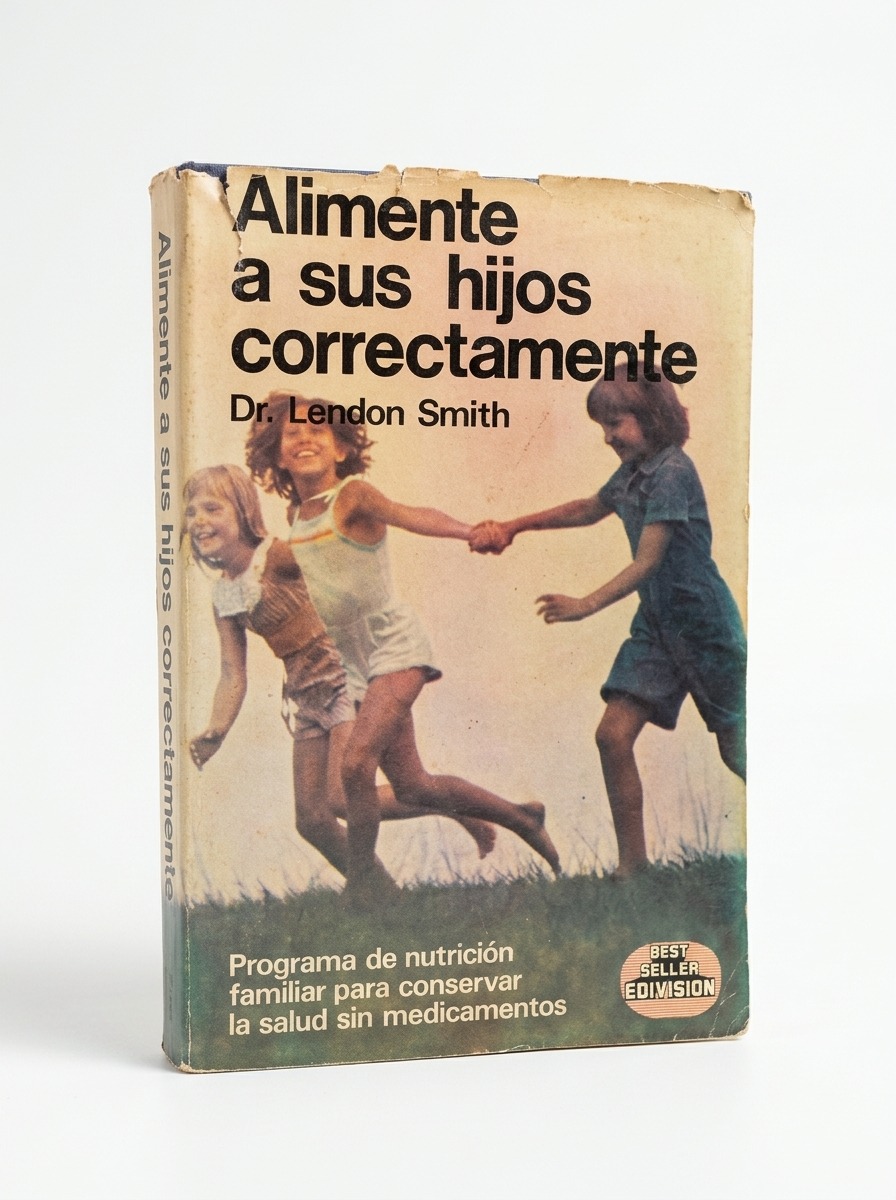 Alimente
a sus hijos
correctamente
Dr. Lendon Smith
Programa de nutrición
familiar para conservar
la salud sin medicamentos
BEST
SELLER
EDIVISION
Alimente a sus hijos correctamente